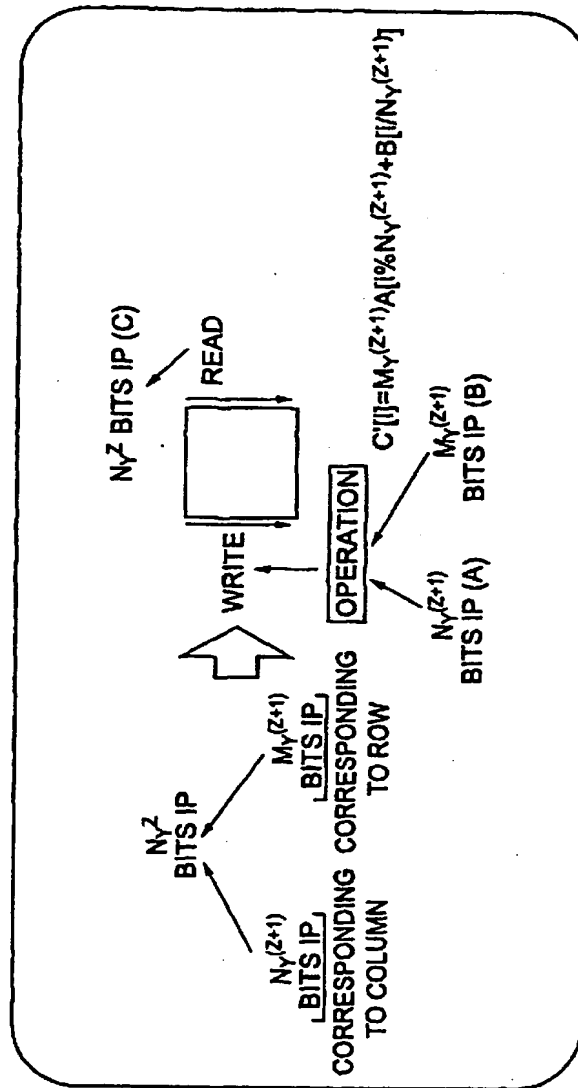 N_Y^Z
BITS IP
N_Y^(Z+1)
BITS IP
CORRESPONDING
TO COLUMN
M_Y^(Z+1)
BITS IP
CORRESPONDING
TO ROW
N_Y^Z BITS IP (C)
WRITE
READ
OPERATION
N_Y^(Z+1)
BITS IP (A)
M_Y^(Z+1)
BITS IP (B)
C'[i]=M_Y^(Z+1)A[i%N_Y^(Z+1)+B[i/N_Y^(Z+1)]